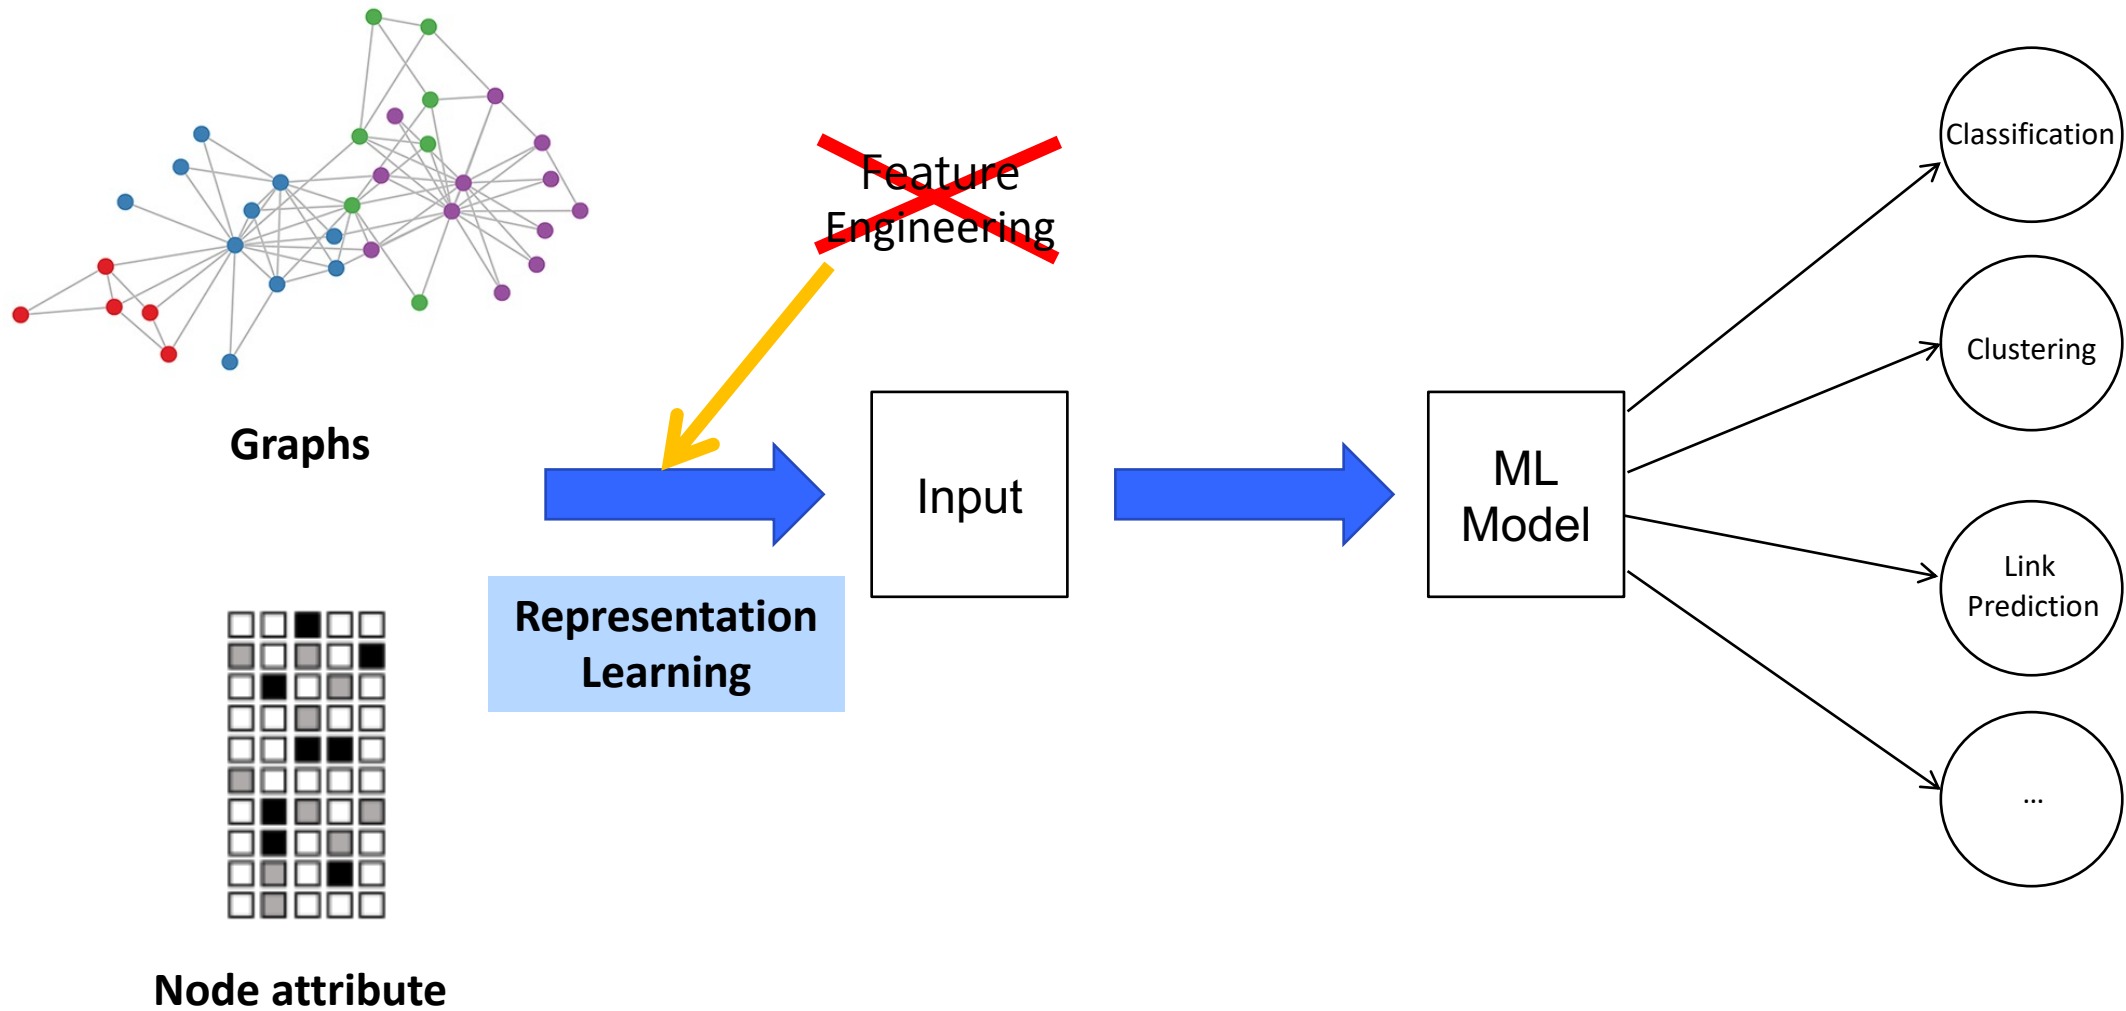 Feature
Engineering
Graphs
Representation
Learning
Node attribute
Input
ML
Model
Classification
Clustering
Link
Prediction
...